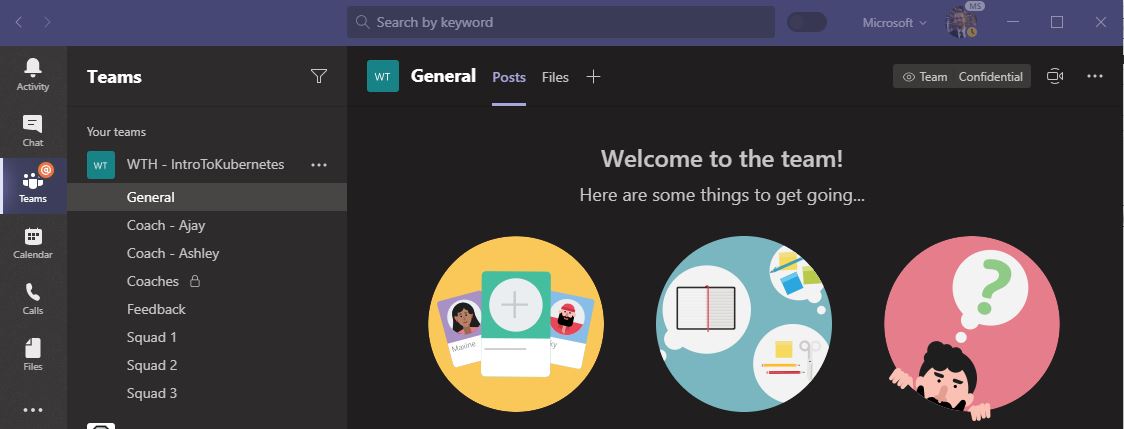 Search by keyword
Microsoft
MS
Activity
Chat
Teams
Calendar
Calls
Files
Teams
Your teams
WT
WTH - IntroToKubernetes
General
Coach - Ajay
Coach - Ashley
Coaches
Feedback
Squad 1
Squad 2
Squad 3
WT
General
Posts
Files
Team Confidential
Welcome to the team!
Here are some things to get going...
Maxine